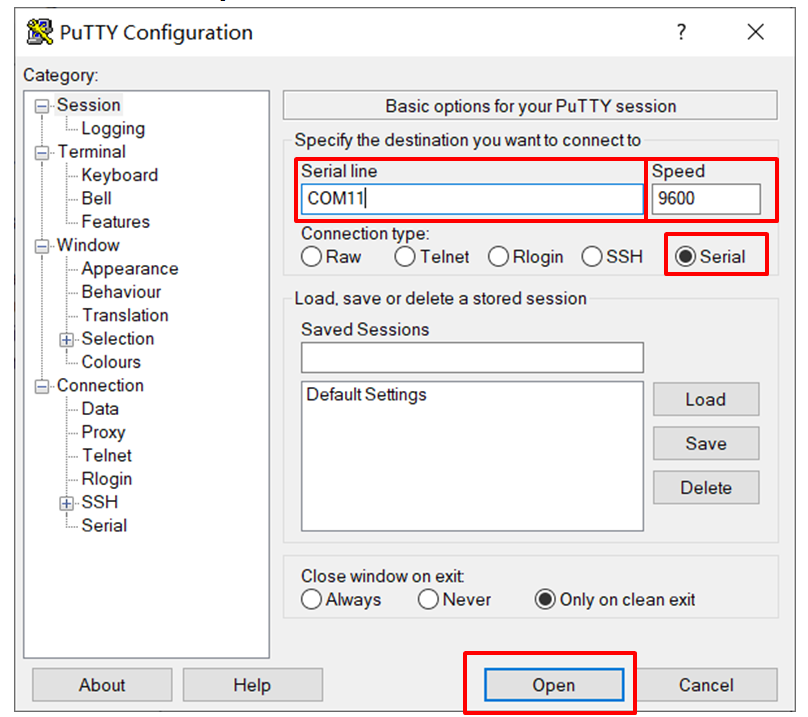 PuTTY Configuration
?
Category:
Session
Logging
Terminal
Keyboard
Bell
Features
Window
Appearance
Behaviour
Translation
Selection
Colours
Connection
Data
Proxy
Telnet
Rlogin
SSH
Serial
Basic options for your PuTTY session
Specify the destination you want to connect to
Serial line Speed
COM11 9600
Connection type:
Raw Telnet Rlogin SSH Serial
Load, save or delete a stored session
Saved Sessions
Default Settings
Load
Save
Delete
Close window on exit:
Always Never Only on clean exit
About Help Open Cancel